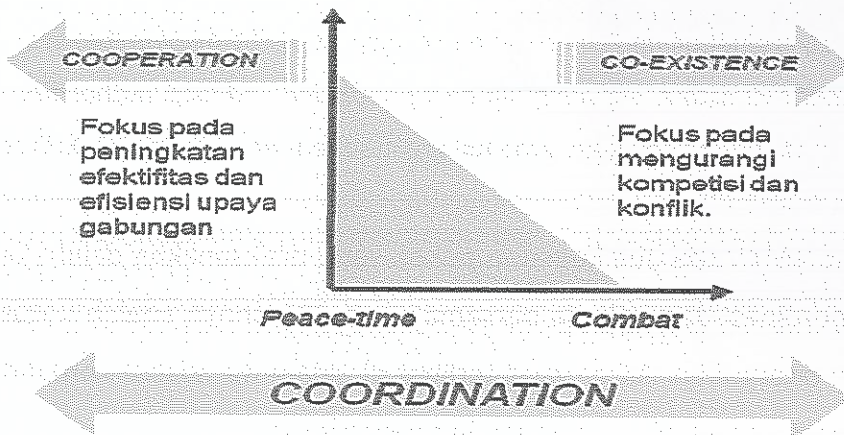 COOPERATION
CO-EXISTENCE
Fokus pada
peningkatan
efektifitas dan
efisiensi upaya
gabungan
Fokus pada
mengurangi
kompetisi dan
konflik.
Peace-time
Combat
COORDINATION